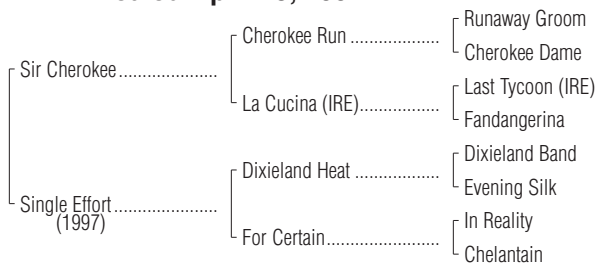 Runaway Groom
Cherokee Run ...................
Cherokee Dame
Sir Cherokee......................
Last Tycoon (IRE)
La Cucina (IRE).................
Fandangerina
Dixieland Band
Dixieland Heat ..................
Evening Silk
Single Effort......................
(1997)
In Reality
For Certain........................
Chelantain